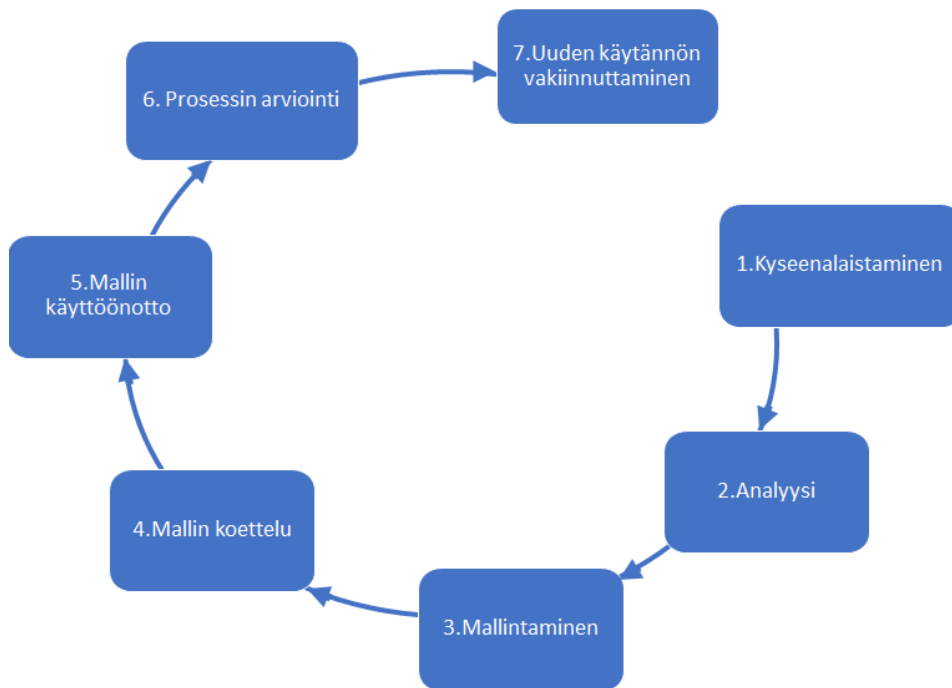 1.Kyseenalaistaminen
2.Analyysi
3.Mallintaminen
4.Mallin koettelu
5.Mallin
käyttöönotto
6. Prosessin arviointi
7.Uuden käytännön
vakiinnuttaminen